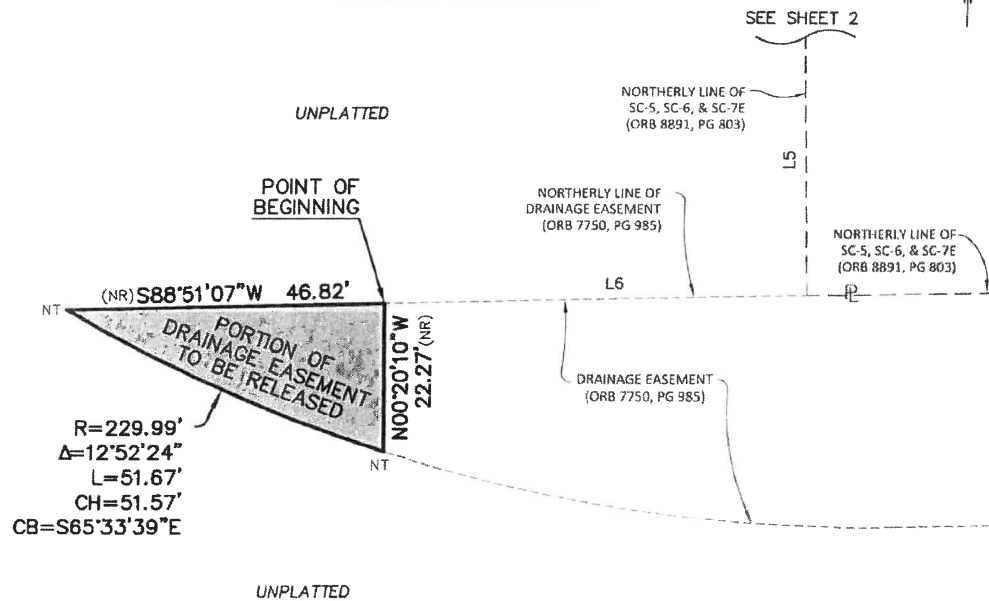 SEE SHEET 2
NORTHERLY LINE OF
SC-5, SC-6, & SC-7E
(ORB 8891, PG 803)
UNPLATTED
L5
POINT OF
BEGINNING
NORTHERLY LINE OF
DRAINAGE EASEMENT
(ORB 7750, PG 985)
NORTHERLY LINE OF
SC-5, SC-6, & SC-7E
(ORB 8891, PG 803)
(NR) S88°51'07"W 46.82'
L6
PL
NT
PORTION OF
DRAINAGE EASEMENT
TO BE RELEASED
N00°20'10"W
22.27' (NR)
DRAINAGE EASEMENT
(ORB 7750, PG 985)
R=229.99'
Δ=12°52'24"
L=51.67'
CH=51.57'
CB=S65°33'39"E
NT
UNPLATTED